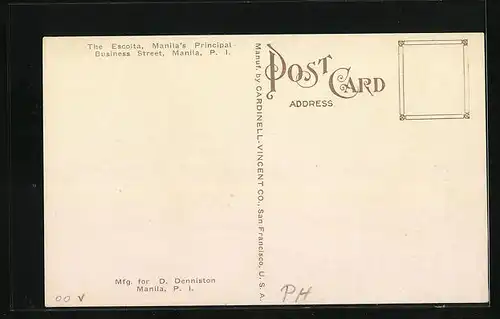 The Escolta, Manila's Principal
Business Street, Manila, P. I.
Mfg. for D. Denniston
Manila, P. I.
Manuf. by CARDINELL-VINCENT CO., San Francisco, U. S. A.
POST CARD
ADDRESS
00 V
PH